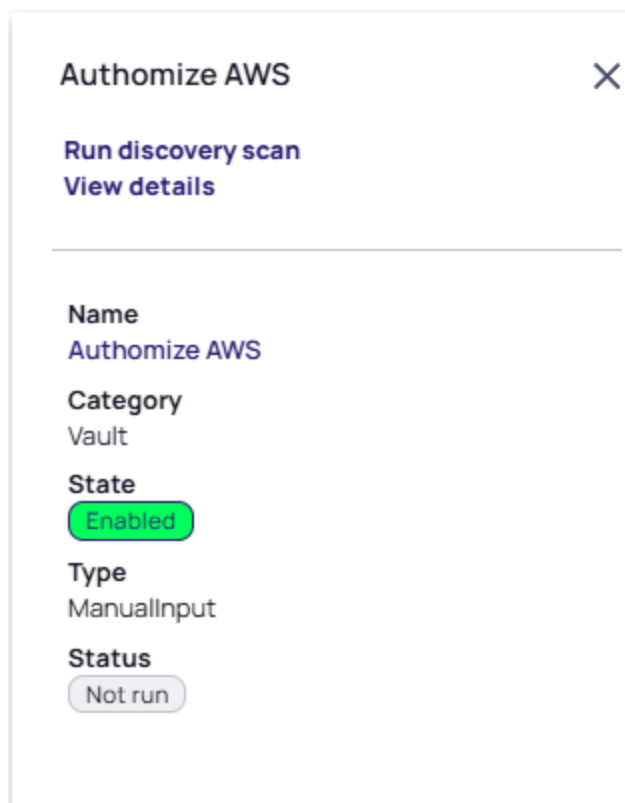 Authomize AWS
Run discovery scan
View details
Name
Authomize AWS
Category
Vault
State
Enabled
Type
ManualInput
Status
Not run